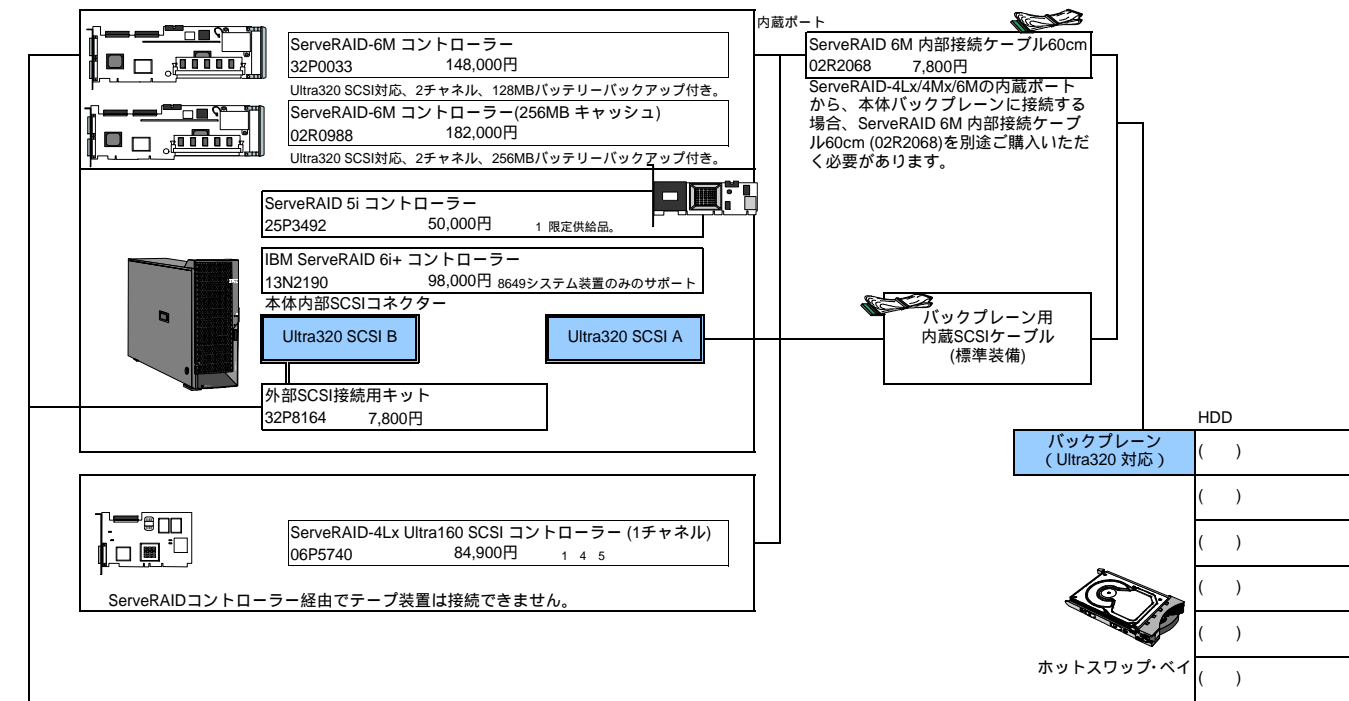 内蔵ポート
ServeRAID-6M コントローラー
32P0033 148,000円
Ultra320 SCSI対応、2チャネル、128MBバッテリーバックアップ付き。
ServeRAID-6M コントローラー(256MB キャッシュ)
02R0988 182,000円
Ultra320 SCSI対応、2チャネル、256MBバッテリーバックアップ付き。
ServeRAID 6M 内部接続ケーブル60cm
02R2068 7,800円
ServeRAID-4Lx/4Mx/6Mの内蔵ポート
から、本体バックプレーンに接続する
場合、ServeRAID 6M 内部接続ケーブ
ル60cm (02R2068)を別途ご購入いただ
く必要があります。
ServeRAID 5i コントローラー
25P3492 50,000円 1 限定供給品。
IBM ServeRAID 6i+ コントローラー
13N2190 98,000円 8649システム装置のみのサポート
本体内部SCSIコネクター
Ultra320 SCSI B
Ultra320 SCSI A
バックプレーン用
内蔵SCSIケーブル
(標準装備)
外部SCSI接続用キット
32P8164 7,800円
HDD
バックプレーン
( Ultra320 対応 )
( )
( )
( )
( )
( )
( )
ServeRAID-4Lx Ultra160 SCSI コントローラー (1チャネル)
06P5740 84,900円 1 4 5
ServeRAIDコントローラー経由でテープ装置は接続できません。
ホットスワップ・ベイ